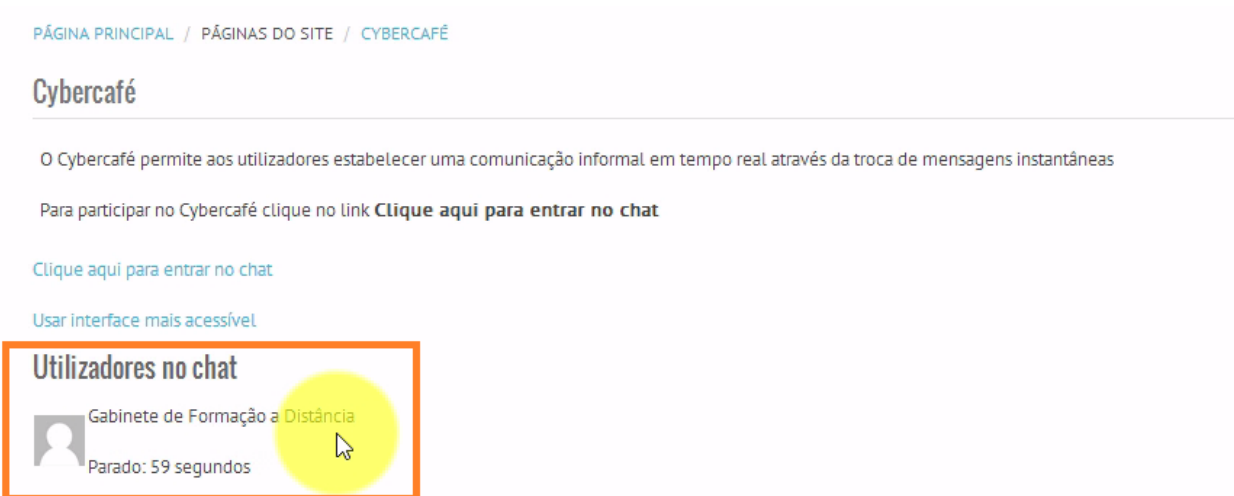 PÁGINA PRINCIPAL / PÁGINAS DO SITE / CYBERCAFÉ
Cybercafé
O Cybercafé permite aos utilizadores estabelecer uma comunicação informal em tempo real através da troca de mensagens instantâneas
Para participar no Cybercafé clique no link Clique aqui para entrar no chat
Clique aqui para entrar no chat
Usar interface mais acessível
Utilizadores no chat
Gabinete de Formação a Distância
Parado: 59 segundos